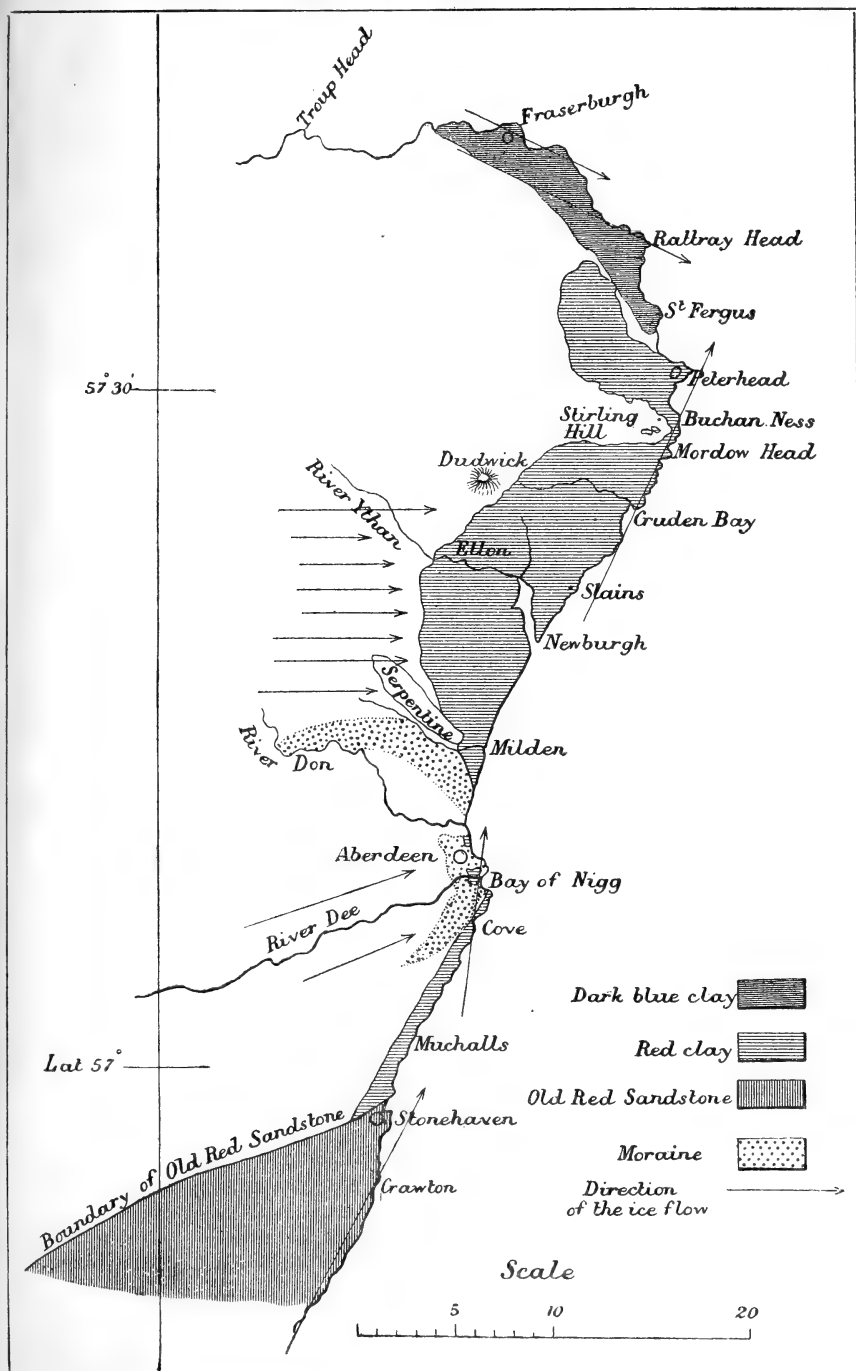 Troup Head
Fraserburgh
Rattray Head
St Fergus
57° 30'
Peterhead
Stirling
Hill
Buchan Ness
Mordow Head
Dudwick
River Ythan
Cruden Bay
Ellon
Slains
Newburgh
Serpentine
River
Don
Milden
Aberdeen
Bay of Nigg
River Dee
Cove
Dark blue clay
Muchalls
Red clay
Lat 57°
Old Red Sandstone
Stonehaven
Boundary of Old Red Sandstone
Moraine
Crawton
Direction
of the ice flow
Scale
5 10 20